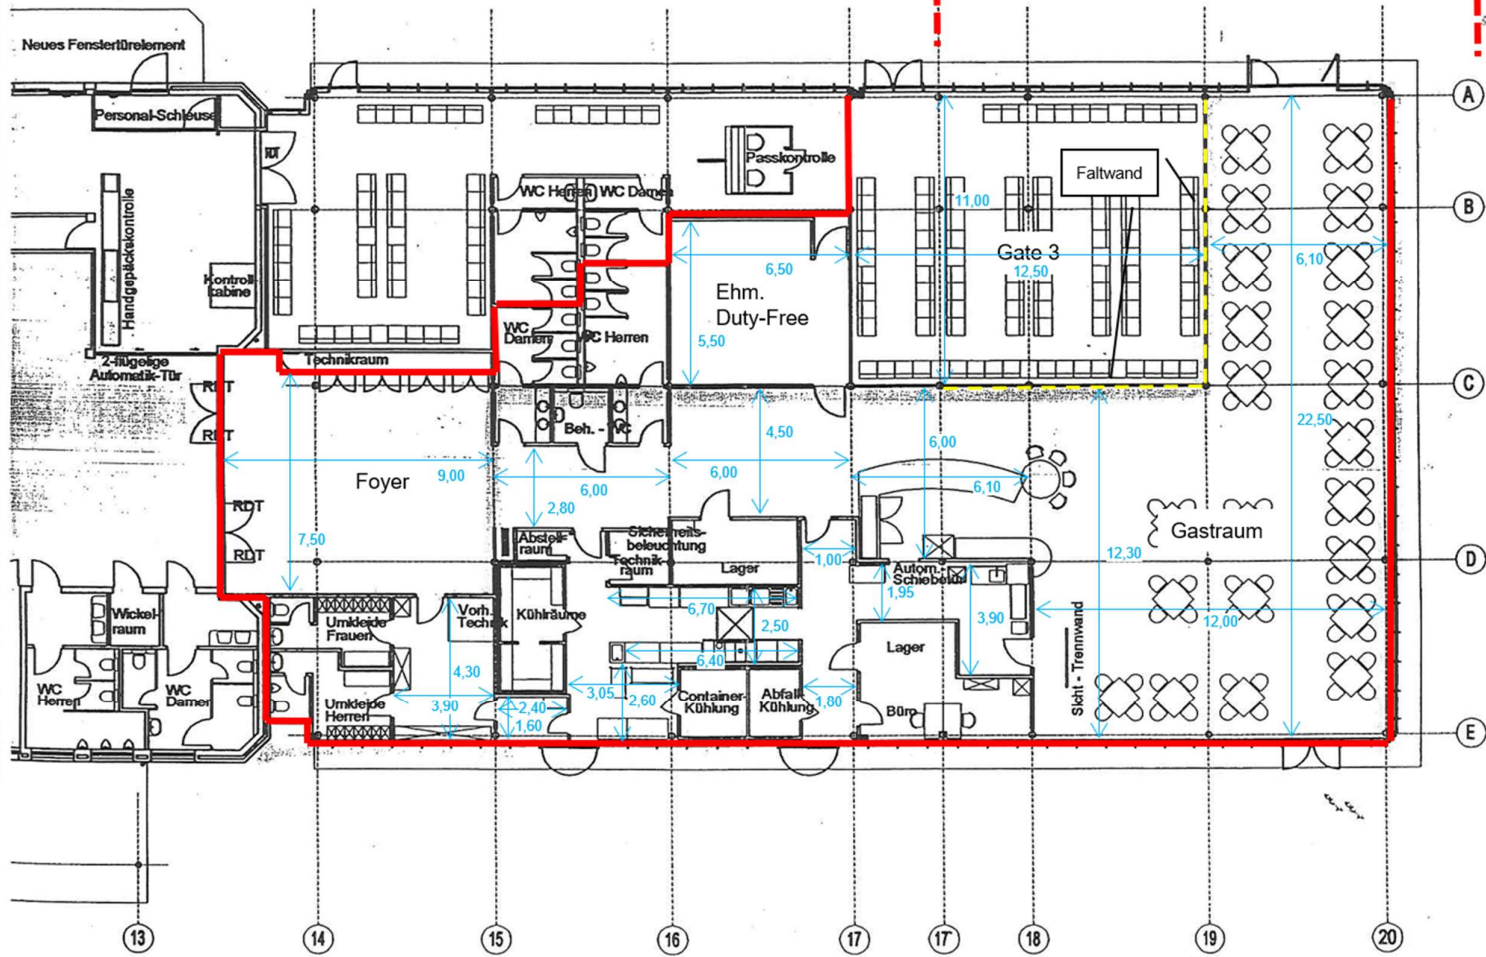 Neues Fenstertürelement
Personal-Schleuse
A
RDT
Passkontrolle
Faltwand
WC Herren
WC Damen
B
11,00
Handgepäckskontrolle
Gate 3
6,50
12,50
6,10
Kontroll
kabine
Ehm.
Duty-Free
WC
Damen
WC Herren
5,50
2-flügelige
Automatik-Tür
Technikraum
RDT
C
RDT
Beh. - WC
4,50
6,00
22,50
Foyer
9,00
6,00
6,00
6,10
RDT
2,80
Gastraum
7,50
Abstell-
raum
Sicherheits-
beleuchtung
Technik
raum
Lager
1,00
12,30
RDT
D
Autom.-
Schiebetür
1,95
Wickel-
raum
Umkleide
Frauen
Vorh.
Technik
Kühlräume
6,70
2,50
3,90
12,00
Lager
WC
Herren
WC
Damen
4,30
6,40
Sicht - Trennwand
3,90
2,40
3,05
2,60
Container-
Kühlung
Abfall-
Kühlung
1,80
Umkleide
Herren
1,60
Büro
E
13
14
15
16
17
17'
18
19
20